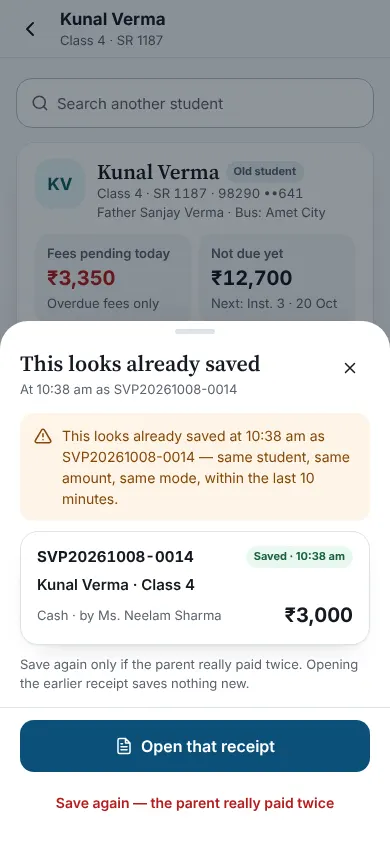 Kunal Verma
Class 4 · SR 1187
Search another student
KV
Kunal Verma Old student
Class 4 · SR 1187 · 98290 ••641
Father Sanjay Verma · Bus: Amet City
Fees pending today
₹3,350
Overdue fees only
Not due yet
₹12,700
Next: Inst. 3 · 20 Oct
This looks already saved
At 10:38 am as SVP20261008-0014
This looks already saved at 10:38 am as
SVP20261008-0014 — same student, same
amount, same mode, within the last 10
minutes.
SVP20261008-0014 Saved · 10:38 am
Kunal Verma · Class 4
Cash · by Ms. Neelam Sharma ₹3,000
Save again only if the parent really paid twice. Opening
the earlier receipt saves nothing new.
Open that receipt
Save again — the parent really paid twice